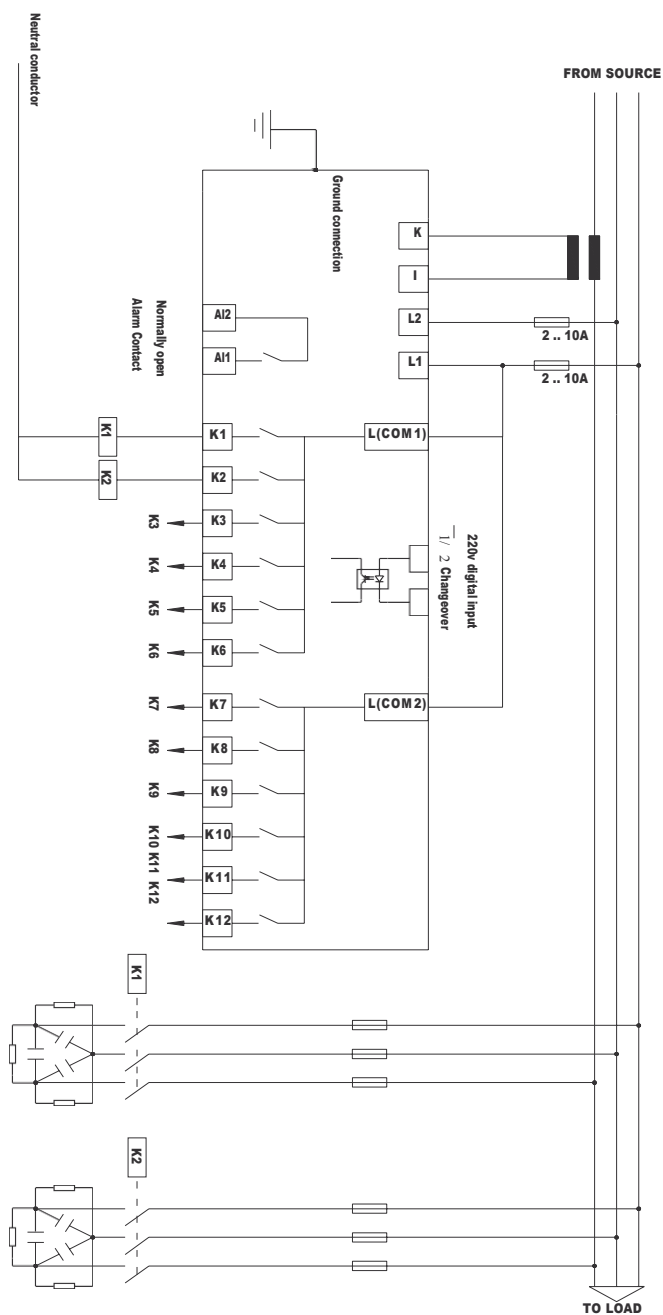 FROM SOURCE
Neutral conductor
Ground connection
K
I
L2
2 .. 10A
L1
2 .. 10A
Al2
Al1
Normally open
Alarm Contact
K1
K1
L(COM1)
K2
K2
K3
K3
K4
K4
K5
K5
K6
K6
220v digital input
1/ 2 Changeover
K7
K7
L(COM2)
K8
K8
K9
K9
K10
K10
K11
K11
K12
K12
K1
K2
TO LOAD